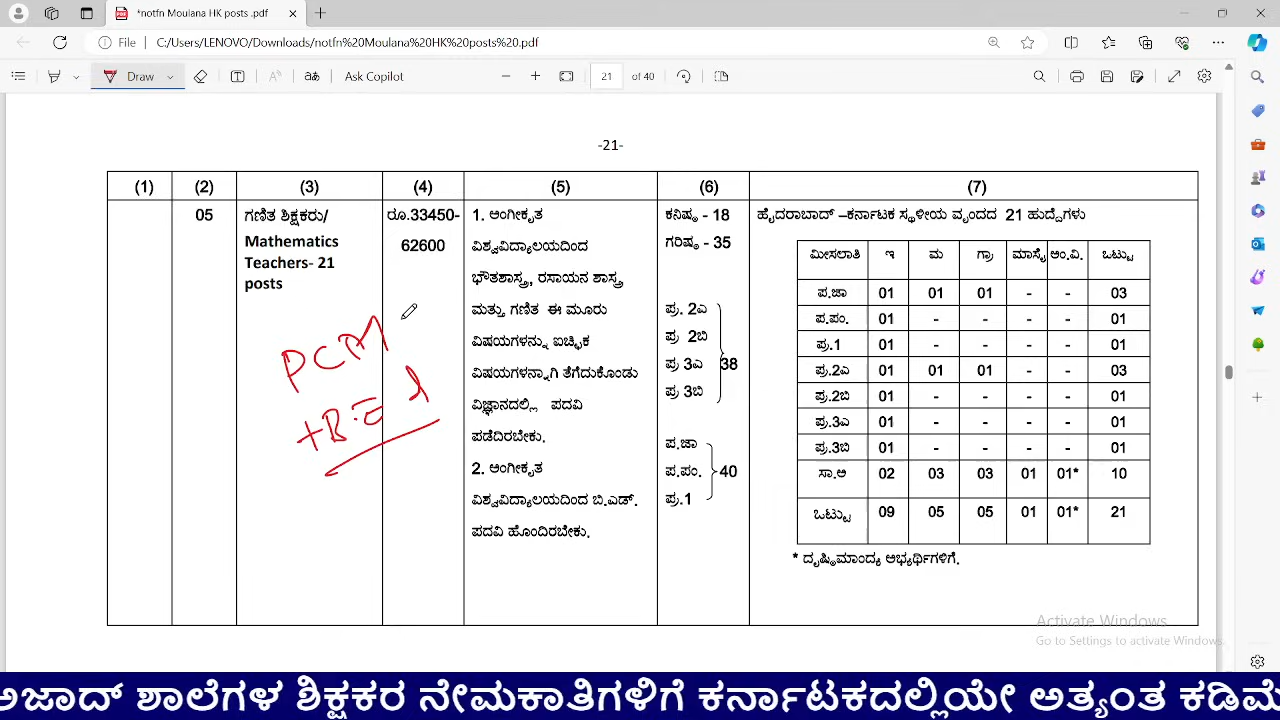 *notfn Moulana HK posts .pdf
File
C:/Users/LENOVO/Downloads/notfn%20Moulana%20HK%20posts%20.pdf
Draw
Ask Copilot
21
of 40
-21-
(1) (2) (3) (4) (5) (6) (7)
05
ಗಣಿತ ಶಿಕ್ಷಕರು/
Mathematics
Teachers- 21
posts
PCM
+B.Ed
ರೂ.33450-
62600
1. ಅಂಗೀಕೃತ
ವಿಶ್ವವಿದ್ಯಾಲಯದಿಂದ
ಭೌತಶಾಸ್ತ್ರ, ರಸಾಯನ ಶಾಸ್ತ್ರ
ಮತ್ತು ಗಣಿತ ಈ ಮೂರು
ವಿಷಯಗಳನ್ನು ಐಚ್ಛಿಕ
ವಿಷಯಗಳನ್ನಾಗಿ ತೆಗೆದುಕೊಂಡು
ವಿಜ್ಞಾನದಲ್ಲಿ ಪದವಿ
ಪಡೆದಿರಬೇಕು.
2. ಅಂಗೀಕೃತ
ವಿಶ್ವವಿದ್ಯಾಲಯದಿಂದ ಬಿ.ಎಡ್.
ಪದವಿ ಹೊಂದಿರಬೇಕು.
ಕನಿಷ್ಠ - 18
ಗರಿಷ್ಠ - 35
ಪ್ರ. 2ಎ
ಪ್ರ 2ಬಿ
ಪ್ರ 3ಎ
38
ಪ್ರ 3ಬಿ
ಪ.ಜಾ
ಪ.ಪಂ.
40
ಪ್ರ.1
ಹೈದರಾಬಾದ್ –ಕರ್ನಾಟಕ ಸ್ಥಳೀಯ ವೃಂದದ 21 ಹುದ್ದೆಗಳು
ಮೀಸಲಾತಿ ಇ ಮ ಗ್ರಾ ಮಾಸೈ ಅಂ.ವಿ. ಒಟ್ಟು
ಪ.ಜಾ 01 01 01 - - 03
ಪ.ಪಂ. 01 - - - - 01
ಪ್ರ.1 01 - - - - 01
ಪ್ರ.2ಎ 01 01 01 - - 03
ಪ್ರ.2ಬಿ 01 - - - - 01
ಪ್ರ.3ಎ 01 - - - - 01
ಪ್ರ.3ಬಿ 01 - - - - 01
ಸಾ.ಅ 02 03 03 01 01* 10
ಒಟ್ಟು 09 05 05 01 01* 21
* ದೃಷ್ಠಿಮಾಂದ್ಯ ಅಭ್ಯರ್ಥಿಗಳಿಗೆ.
Activate Windows
Go to Settings to activate Windows.
ಅಜಾದ್ ಶಾಲೆಗಳ ಶಿಕ್ಷಕರ ನೇಮಕಾತಿಗಳಿಗೆ ಕರ್ನಾಟಕದಲ್ಲಿಯೇ ಅತ್ಯಂತ ಕಡಿಮೆ